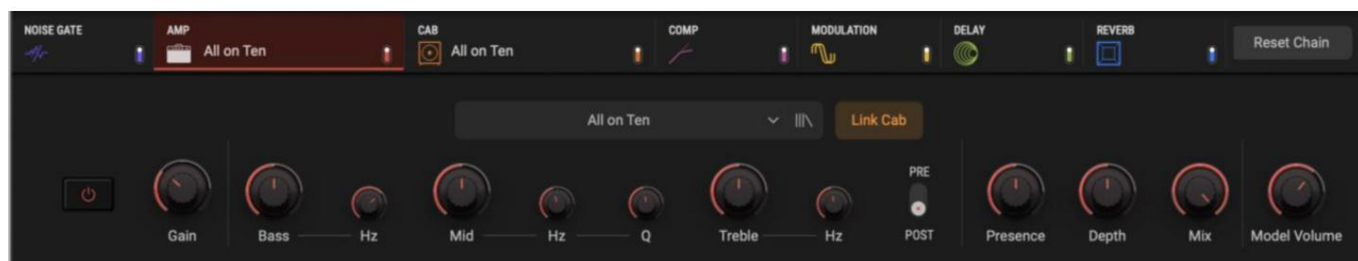 NOISE GATE
AMP
All on Ten
CAB
All on Ten
COMP
MODULATION
DELAY
REVERB
Reset Chain
All on Ten
Link Cab
PRE
POST
Gain
Bass
Hz
Mid
Hz
Q
Treble
Hz
Presence
Depth
Mix
Model Volume